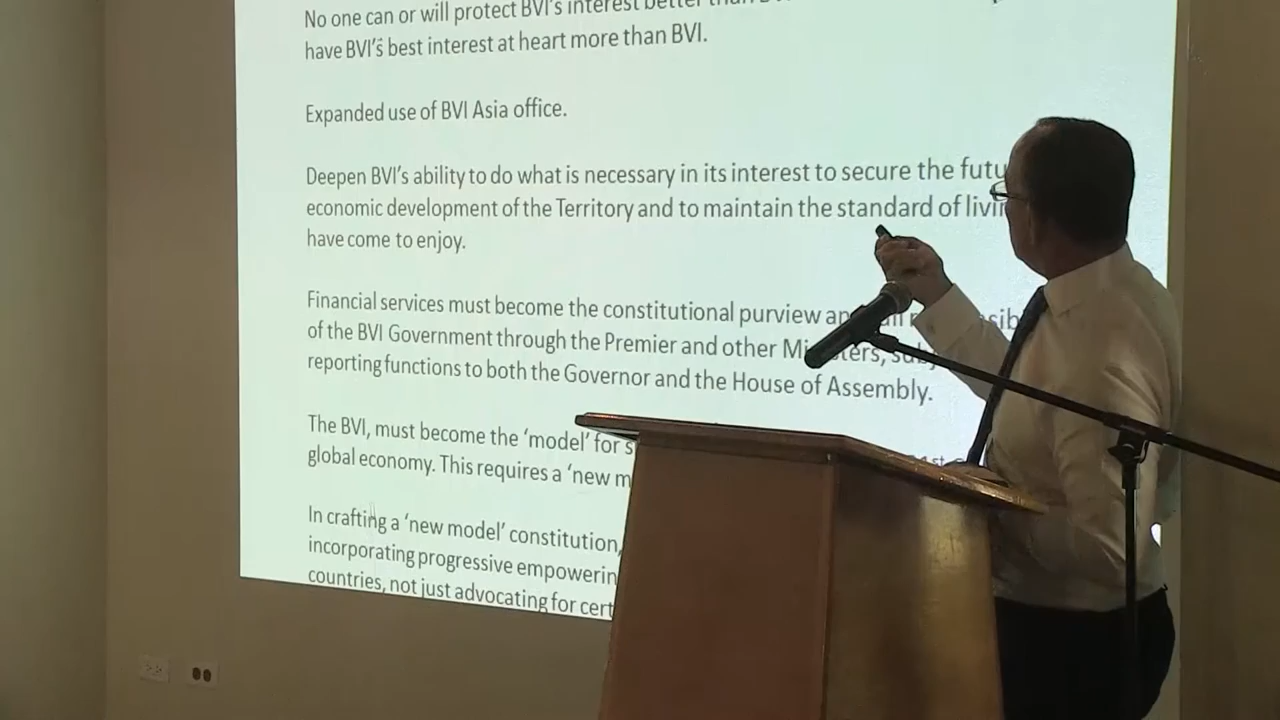 No one can or will protect BVI's interest better than
have BVI's best interest at heart more than BVI.
Expanded use of BVI Asia office.
Deepen BVI's ability to do what is necessary in its interest to secure the
economic development of the Territory and to maintain the standard of
have come to enjoy.
Financial services must become the constitutional purview
of the BVI Government through the Premier and other
reporting functions to both the Governor and the House of Assembly.
The BVI, must become the 'model' for
global economy. This requires a 'new
In crafting a 'new model' constitution,
incorporating progressive
countries, not just advocating for